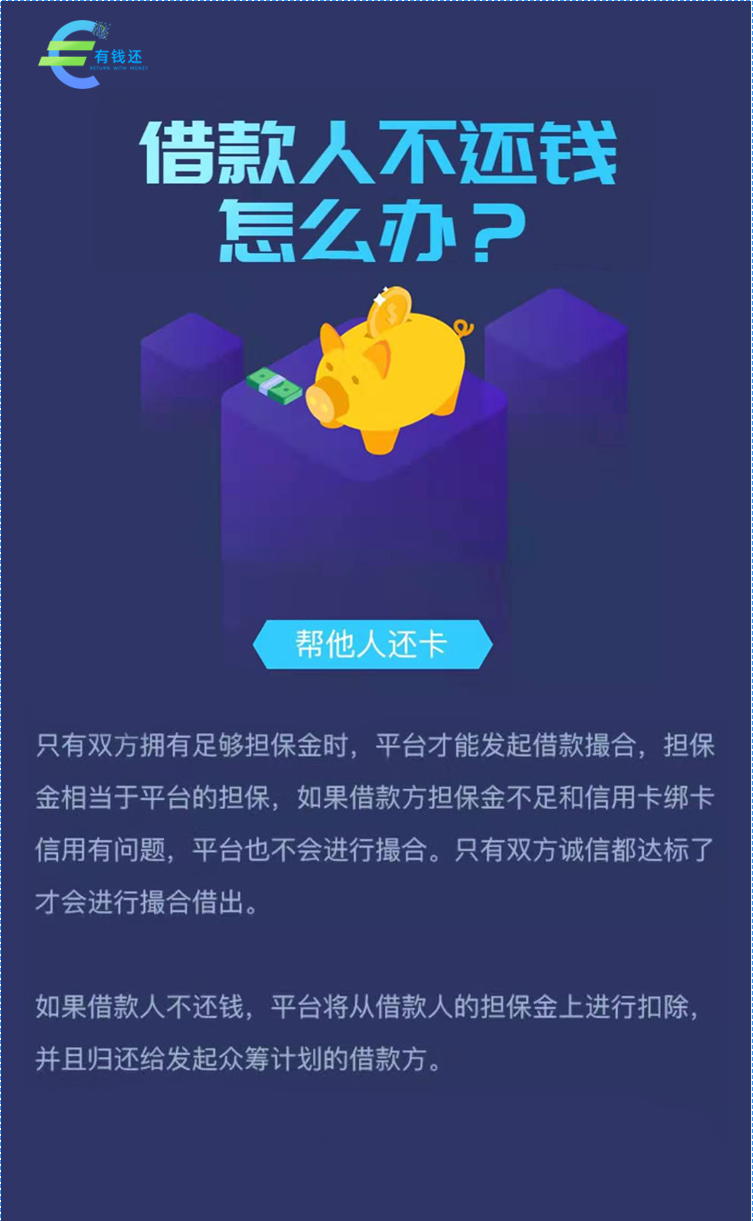 有钱还
RETURN WITH MONEY
借款人不还钱
怎么办？
帮他人还卡
只有双方拥有足够担保金时，平台才能发起借款撮合，担保
金相当于平台的担保，如果借款方担保金不足和信用卡绑卡
信用有问题，平台也不会进行撮合。只有双方诚信都达标了
才会进行撮合借出。
如果借款人不还钱，平台将从借款人的担保金上进行扣除，
并且归还给发起众筹计划的借款方。